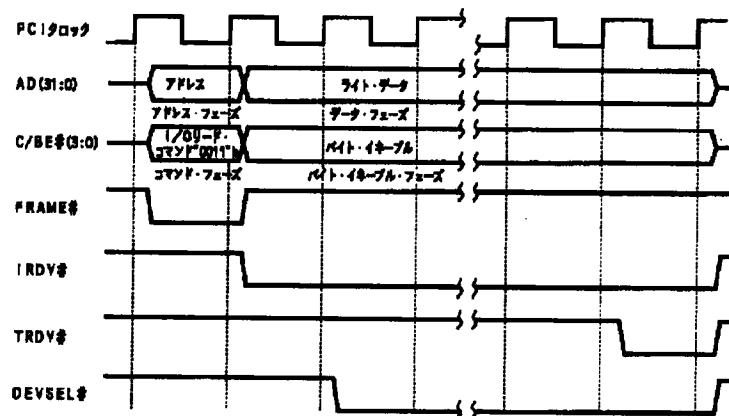 PCIクロック
AD(31:0)
アドレス
ライト・データ
アドレス・フェーズ
データ・フェーズ
C/BE#(3:0)
I/Oリード・
コマンド"0011"b
バイト・イネーブル
コマンド・フェーズ
バイト・イネーブル・フェーズ
FRAME#
IRDY#
TRDY#
DEVSEL#